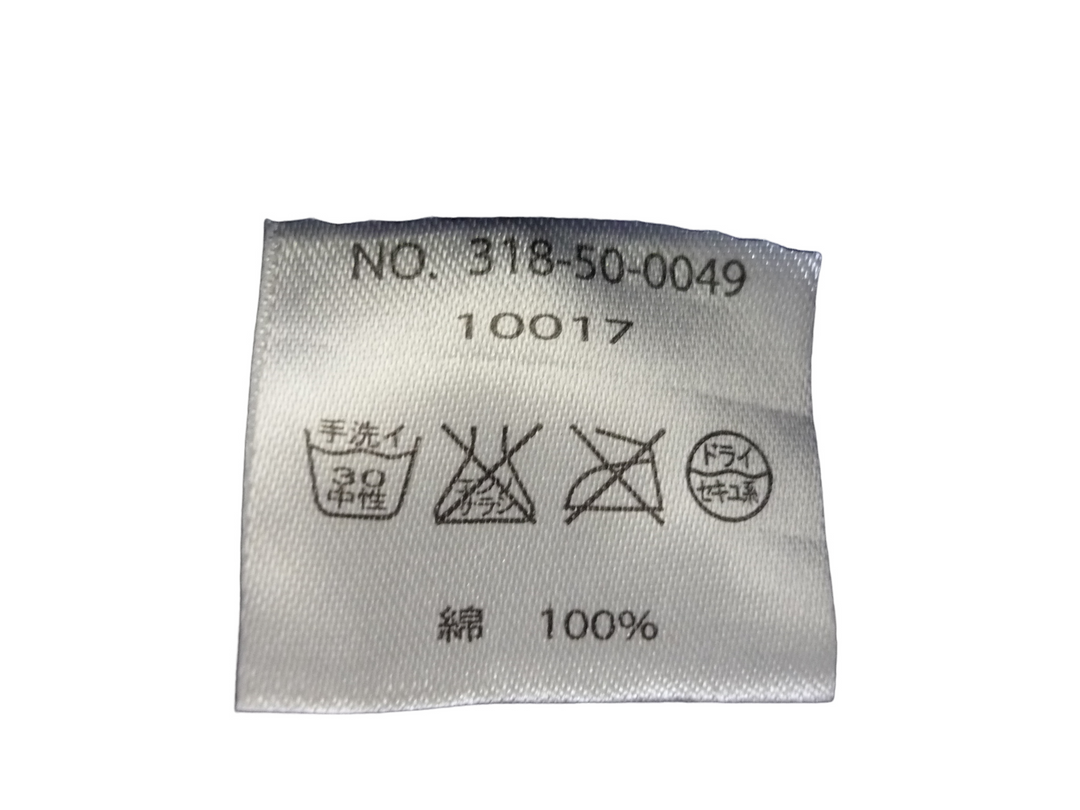 NO. 318-50-0049
10017
手洗イ
30
中性
エンソ
サラシ
ドライ
セキユ系
綿 100%